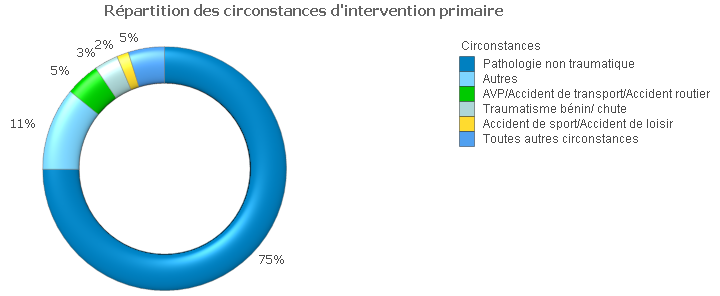 Répartition des circonstances d'intervention primaire
5%
2%
3%
5%
11%
75%
Circonstances
Pathologie non traumatique
Autres
AVP/Accident de transport/Accident routier
Traumatisme bénin/ chute
Accident de sport/Accident de loisir
Toutes autres circonstances